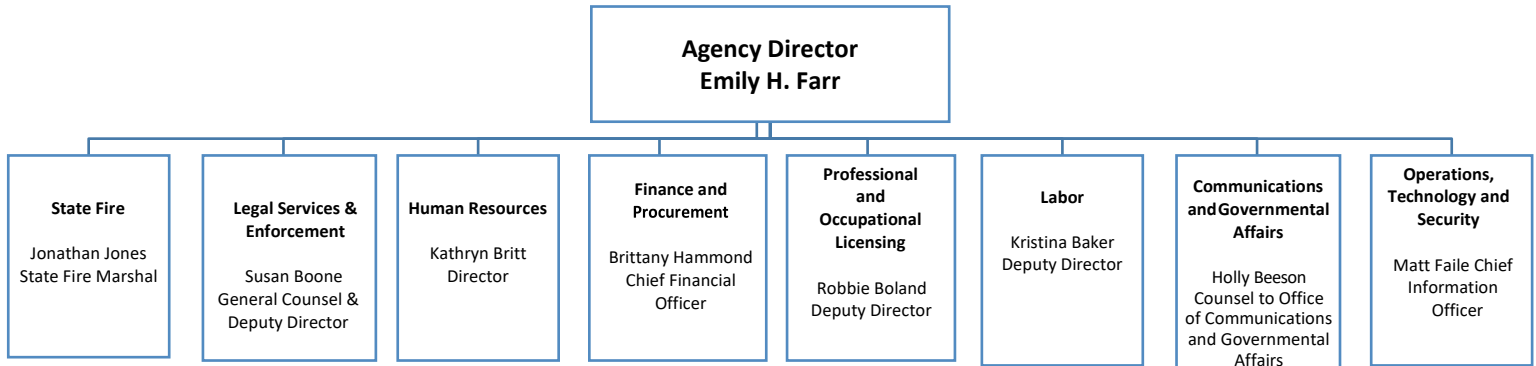 Agency Director
Emily H. Farr
State Fire
Jonathan Jones
State Fire Marshal
Legal Services &
Enforcement
Susan Boone
General Counsel &
Deputy Director
Human Resources
Kathryn Britt
Director
Finance and
Procurement
Brittany Hammond
Chief Financial
Officer
Professional
and
Occupational
Licensing
Robbie Boland
Deputy Director
Labor
Kristina Baker
Deputy Director
Communications
and Governmental
Affairs
Holly Beeson
Counsel to Office
of Communications
and Governmental
Affairs
Operations,
Technology and
Security
Matt Faile Chief
Information
Officer